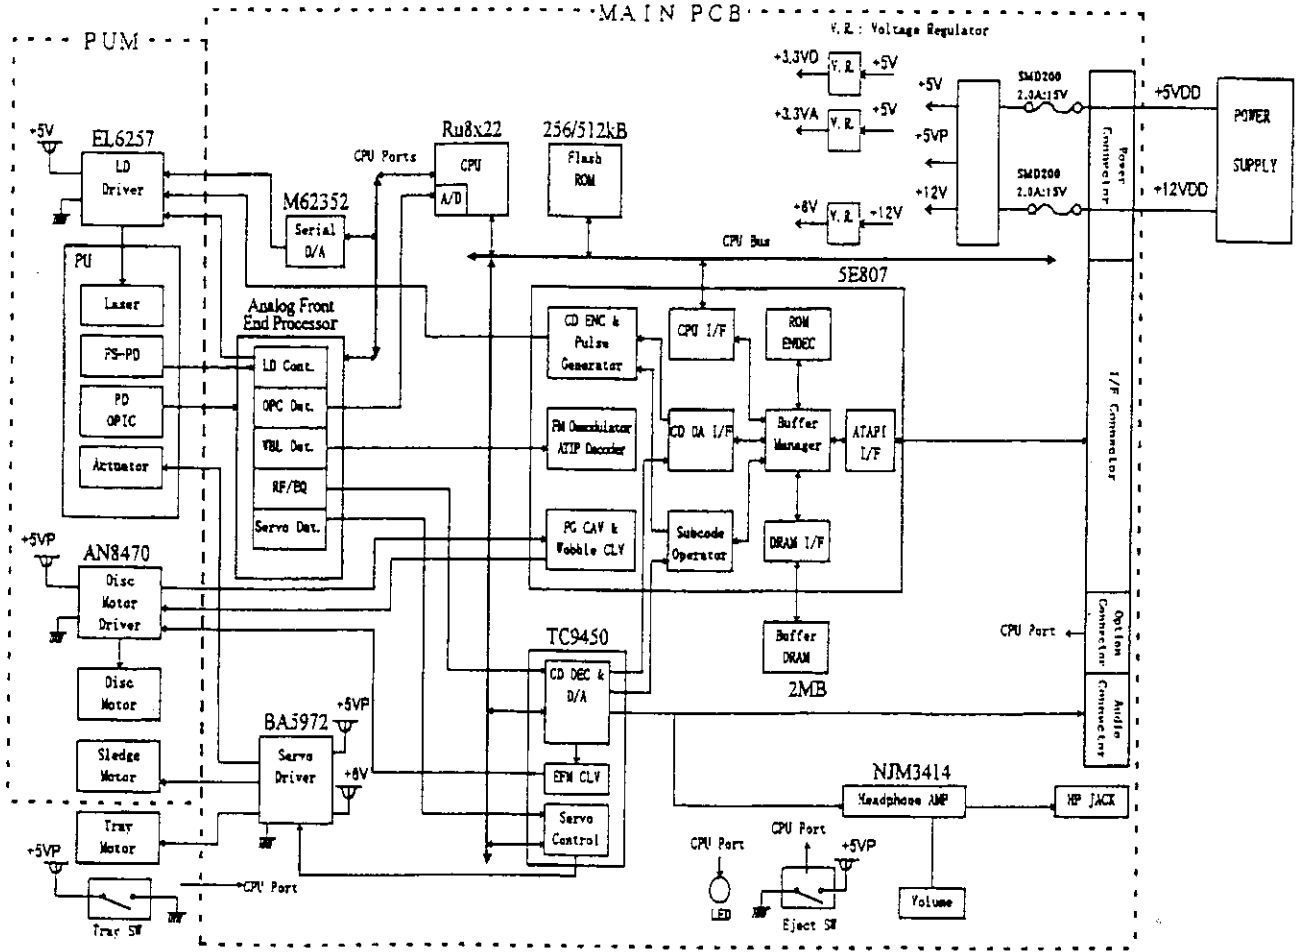 MAIN PCB
PUM
V.R.: Voltage Regulator
+3.3VD
V.R.
+5V
+3.3VA
V.R.
+5V
+8V
V.R.
+12V
+5V
+5VP
+12V
SMD200
2.0A:15V
SMD200
2.0A:15V
Power
Connector
+5VDD
+12VDD
POWER
SUPPLY
+5V
EL6257
LD
Driver
CPU Ports
Ru8x22
CPU
A/D
256/512kB
Flash
ROM
M62352
Serial
D/A
CPU Bus
PU
Laser
FS-PD
PD
OPIC
Actuator
Analog Front
End Processor
LD Cont.
OPC Det.
WBL Det.
RF/EQ
Servo Det.
5E807
CD ENC &
Pulse
Generator
CPU I/F
ROM
EMDEC
FM Demodulator
ATIP Decoder
CD DA I/F
Buffer
Manager
ATAPI
I/F
I/F Connector
PG CAV &
Wobble CLV
Subcode
Operator
DRAM I/F
+5VP
AN8470
Disc
Motor
Driver
Disc
Motor
Buffer
DRAM
2MB
CPU Port
Option
Connector
Audio
Connector
TC9450
CD DEC &
D/A
EFM CLV
Servo
Control
BA5972
Servo
Driver
+5VP
+8V
Sledge
Motor
Tray
Motor
+5VP
Tray SW
CPU Port
NJM3414
Headphone AMP
HP JACK
Volume
CPU Port
LED
CPU Port
+5VP
Eject SW